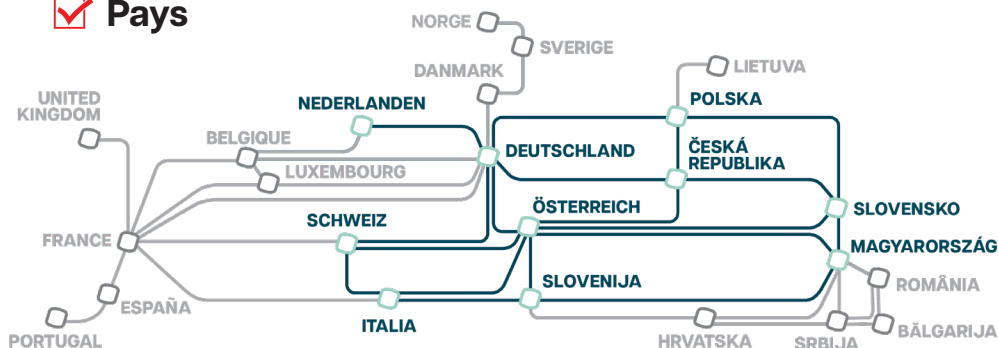 Pays
NORGE
SVERIGE
DANMARK
LIETUVA
UNITED
KINGDOM
NEDERLANDEN
POLSKA
BELGIQUE
DEUTSCHLAND
ČESKÁ
REPUBLIKA
LUXEMBOURG
SCHWEIZ
ÖSTERREICH
SLOVENSKO
FRANCE
MAGYARORSZÁG
SLOVENIJA
ROMÂNIA
ESPAÑA
ITALIA
PORTUGAL
HRVATSKA
SRBIJA
BĂLGARIJA